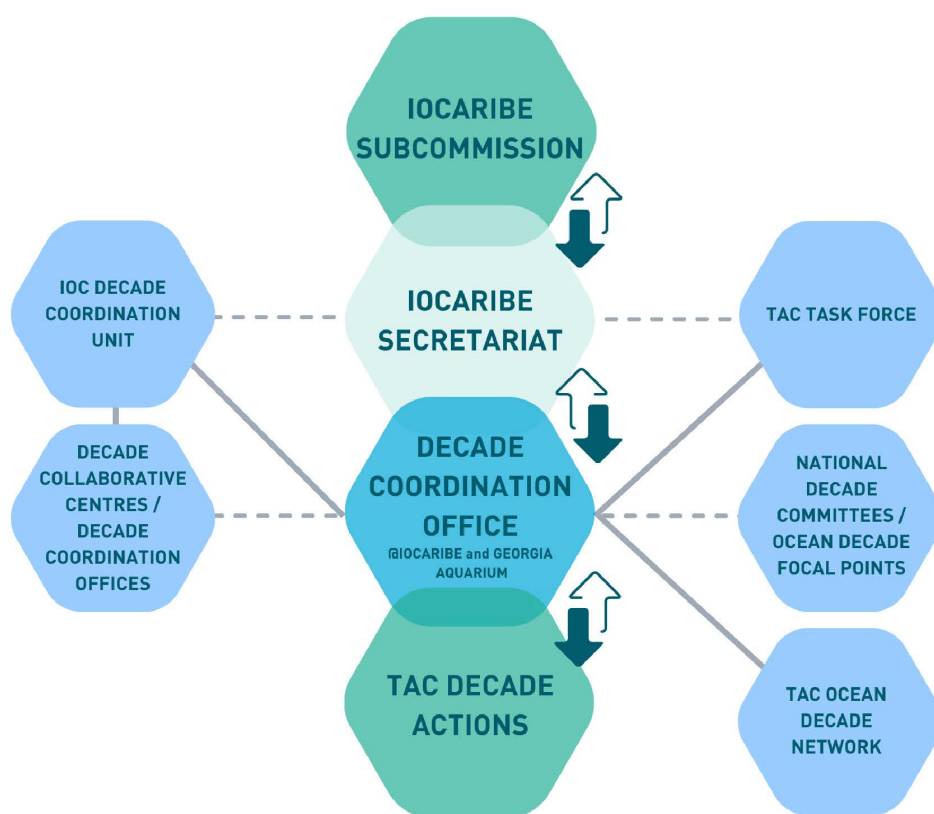 IOCARIBE
SUBCOMMISSION
IOC DECADE
COORDINATION
UNIT
IOCARIBE
SECRETARIAT
TAC TASK FORCE
DECADE
COLLABORATIVE
CENTRES /
DECADE
COORDINATION
OFFICES
DECADE
COORDINATION
OFFICE
@IOCARIBE and GEORGIA
AQUARIUM
NATIONAL
DECADE
COMMITTEES /
OCEAN DECADE
FOCAL POINTS
TAC DECADE
ACTIONS
TAC OCEAN
DECADE
NETWORK